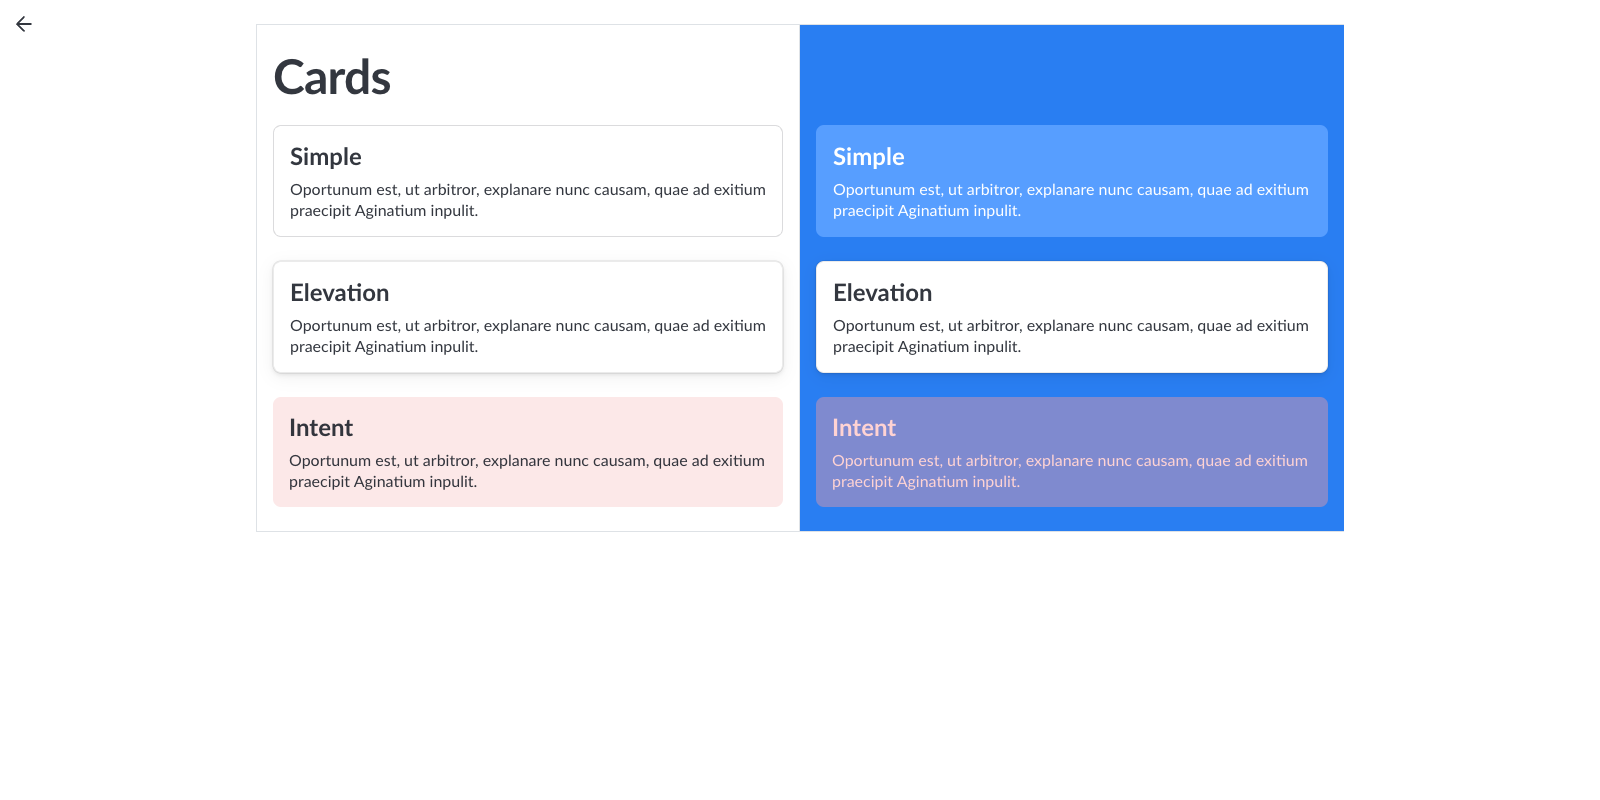 Cards
Simple
Oportunum est, ut arbitror, explanare nunc causam, quae ad exitium
praecipit Aginatium inpulit.
Elevation
Oportunum est, ut arbitror, explanare nunc causam, quae ad exitium
praecipit Aginatium inpulit.
Intent
Oportunum est, ut arbitror, explanare nunc causam, quae ad exitium
praecipit Aginatium inpulit.
Simple
Oportunum est, ut arbitror, explanare nunc causam, quae ad exitium
praecipit Aginatium inpulit.
Elevation
Oportunum est, ut arbitror, explanare nunc causam, quae ad exitium
praecipit Aginatium inpulit.
Intent
Oportunum est, ut arbitror, explanare nunc causam, quae ad exitium
praecipit Aginatium inpulit.